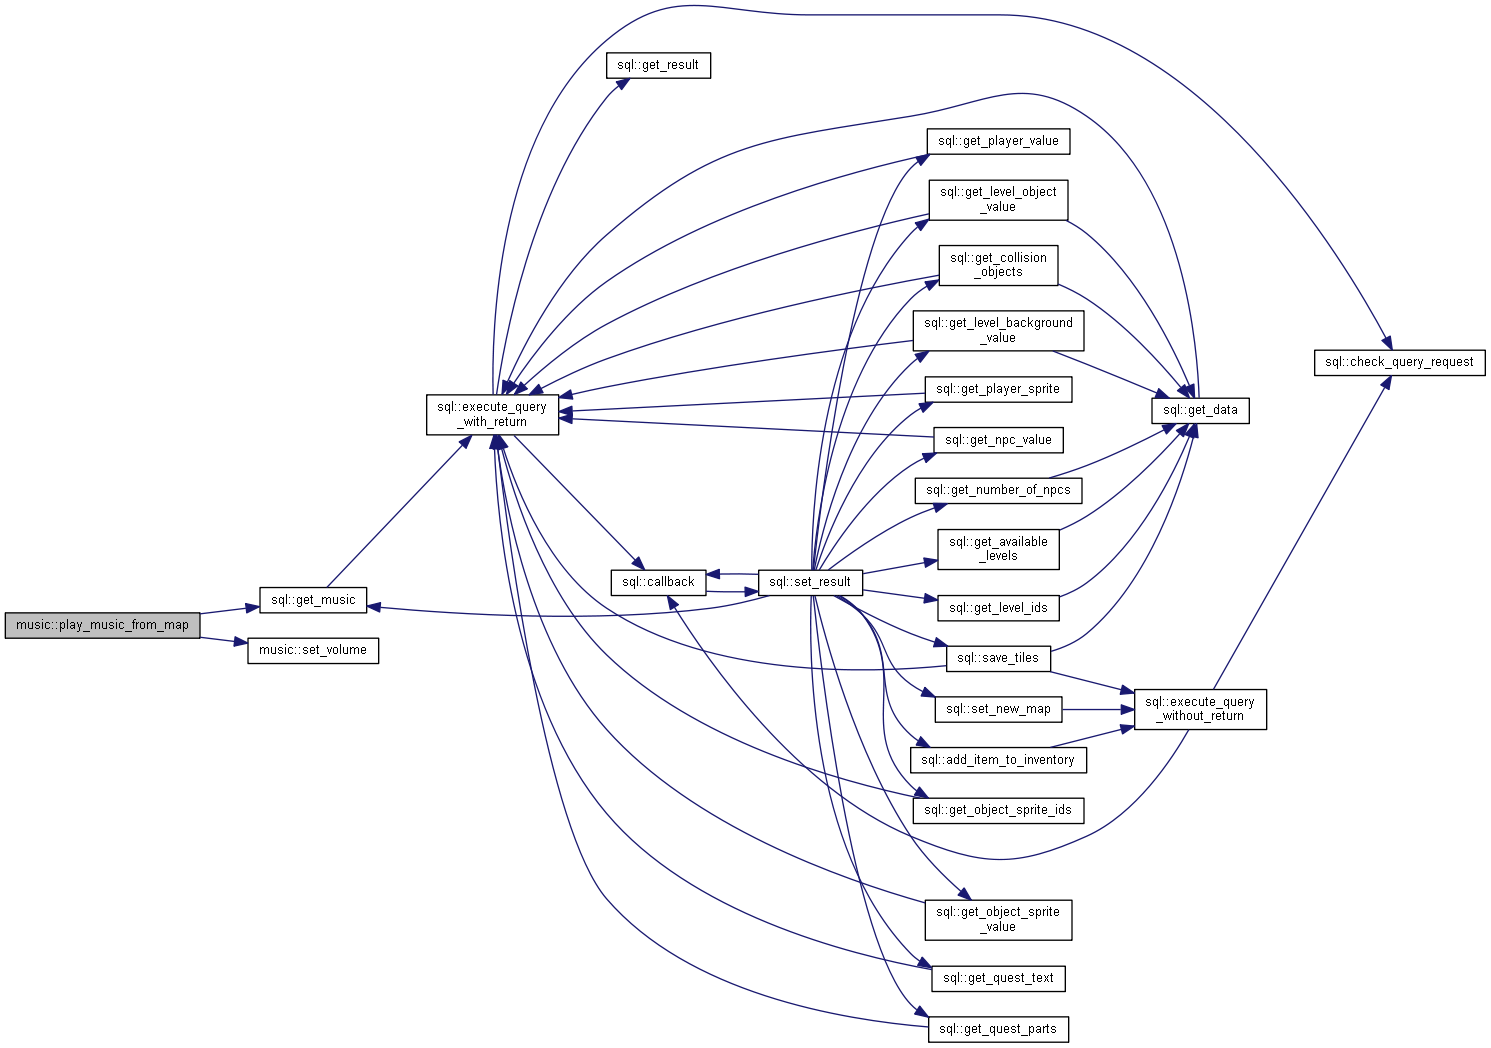 sql::get_result
sql::get_player_value
sql::get_level_object
_value
sql::get_collision
_objects
sql::get_level_background
_value
sql::check_query_request
sql::get_player_sprite
sql::execute_query
_with_return
sql::get_data
sql::get_npc_value
sql::get_number_of_npcs
sql::get_available
_levels
sql::callback
sql::set_result
sql::get_music
sql::get_level_ids
music::play_music_from_map
music::set_volume
sql::save_tiles
sql::set_new_map
sql::execute_query
_without_return
sql::add_item_to_inventory
sql::get_object_sprite_ids
sql::get_object_sprite
_value
sql::get_quest_text
sql::get_quest_parts